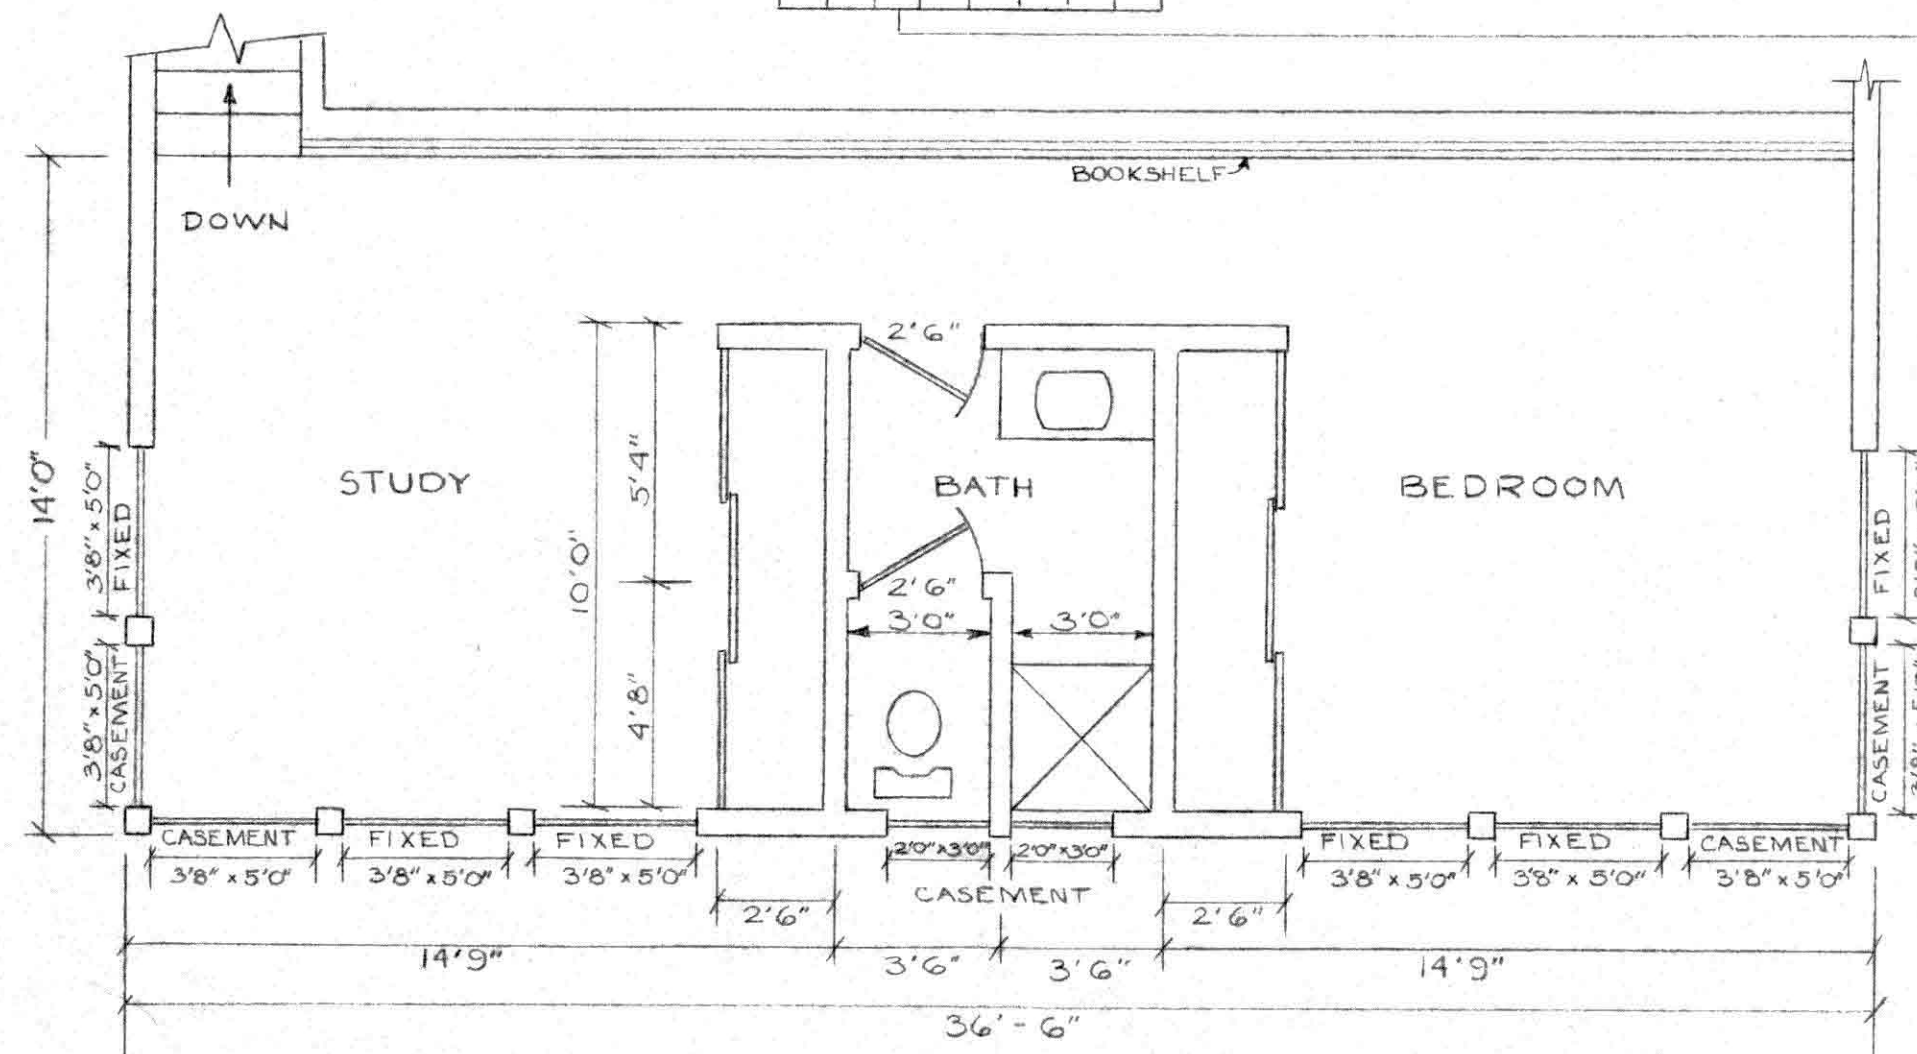 BOOKSHELF
DOWN
2'6"
14'0"
3'8" x 5'0"
FIXED
STUDY
10'0"
5'4"
BATH
BEDROOM
FIXED
2'6"
3'0"
3'0"
3'8" x 5'0"
CASEMENT
4'8"
CASEMENT
CASEMENT
FIXED
FIXED
2'0"x3'0"
2'0"x3'0"
FIXED
FIXED
CASEMENT
3'8" x 5'0"
3'8" x 5'0"
3'8" x 5'0"
CASEMENT
3'8" x 5'0"
3'8" x 5'0"
3'8" x 5'0"
2'6"
2'6"
14'9"
3'6"
3'6"
14'9"
36'-6"